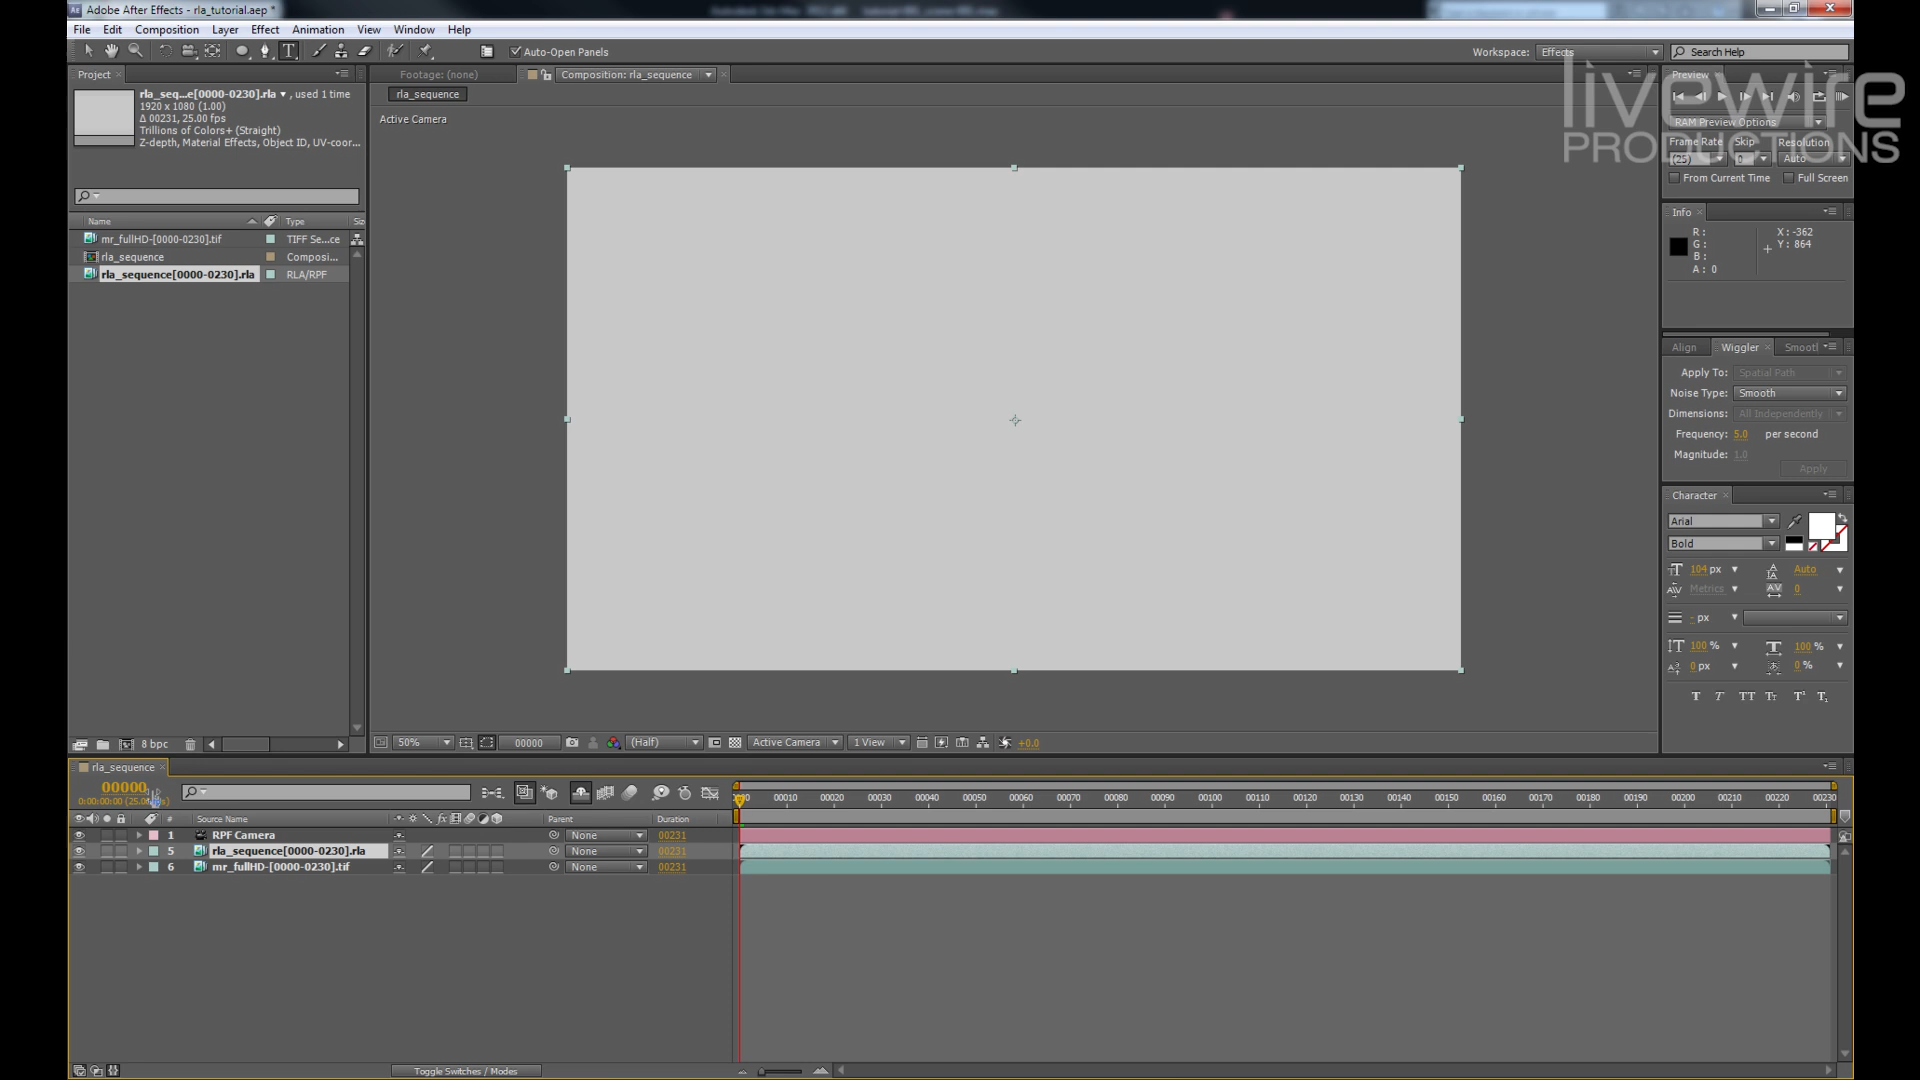 Adobe After Effects - rla_tutorial.aep *
File Edit Composition Layer Effect Animation View Window Help
Auto-Open Panels
Workspace: Effects
Search Help
livewire
PRODUCTIONS
Project
rla_seq...e[0000-0230].rla ▾, used 1 time
1920 x 1080 (1.00)
Δ 00231, 25.00 fps
Trillions of Colors+ (Straight)
Z-depth, Material Effects, Object ID, UV-coor...
Name Type Siz
mr_fullHD-[0000-0230].tif TIFF Se...ce
rla_sequence Composi...
rla_sequence[0000-0230].rla RLA/RPF
8 bpc
Footage: (none)
Composition: rla_sequence
rla_sequence
Active Camera
50% 00000 (Half) Active Camera 1 View +0.0
Preview
RAM Preview Options
Frame Rate Skip Resolution
(25) 0 Auto
From Current Time Full Screen
Info
R : X : -362
G : Y : 864
B :
A : 0
Align Wiggler Smootl
Apply To: Spatial Path
Noise Type: Smooth
Dimensions: All Independently
Frequency: 5.0 per second
Magnitude: 1.0
Apply
Character
Arial
Bold
104 px Auto
Metrics 0
- px
100 % 100 %
0 px 0 %
T T TT Tt T¹ T₁
rla_sequence
00000
0:00:00:00 (25.00 fps)
00010 00020 00030 00040 00050 00060 00070 00080 00090 00100 00110 00120 00130 00140 00150 00160 00170 00180 00190 00200 00210 00220 00230
# Source Name Parent Duration
1 RPF Camera None 00231
5 rla_sequence[0000-0230].rla None 00231
6 mr_fullHD-[0000-0230].tif None 00231
Toggle Switches / Modes